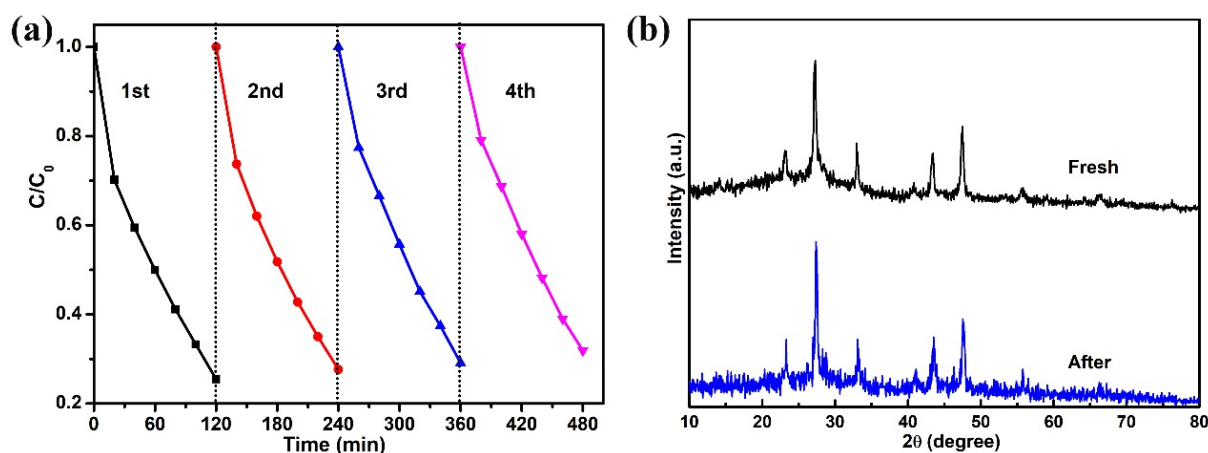 (a)
1.0
0.8
0.6
0.4
0.2
C/C0
1st
2nd
3rd
4th
0 60 120 180 240 300 360 420 480
Time (min)
(b)
Intensity (a.u.)
Fresh
After
10 20 30 40 50 60 70 80
2θ (degree)